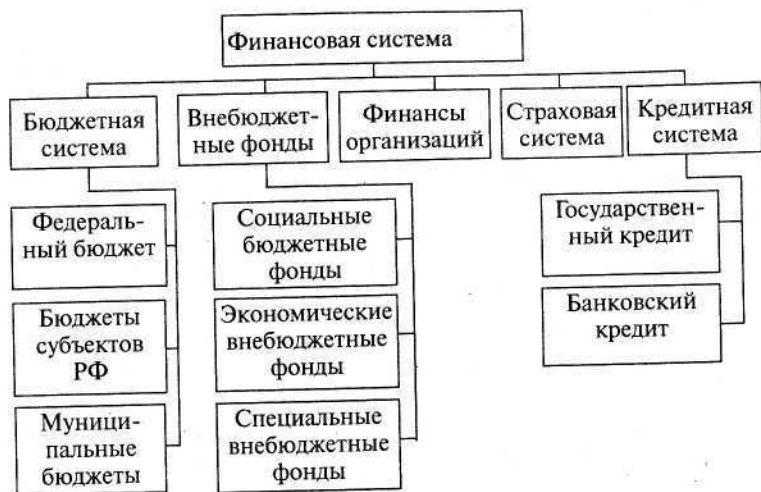 Финансовая система
Бюджетная
система
Внебюджет-
ные фонды
Финансы
организаций
Страховая
система
Кредитная
система
Федераль-
ный бюджет
Бюджеты
субъектов
РФ
Муници-
пальные
бюджеты
Социальные
бюджетные
фонды
Экономические
внебюджетные
фонды
Специальные
внебюджетные
фонды
Государствен-
ный кредит
Банковский
кредит